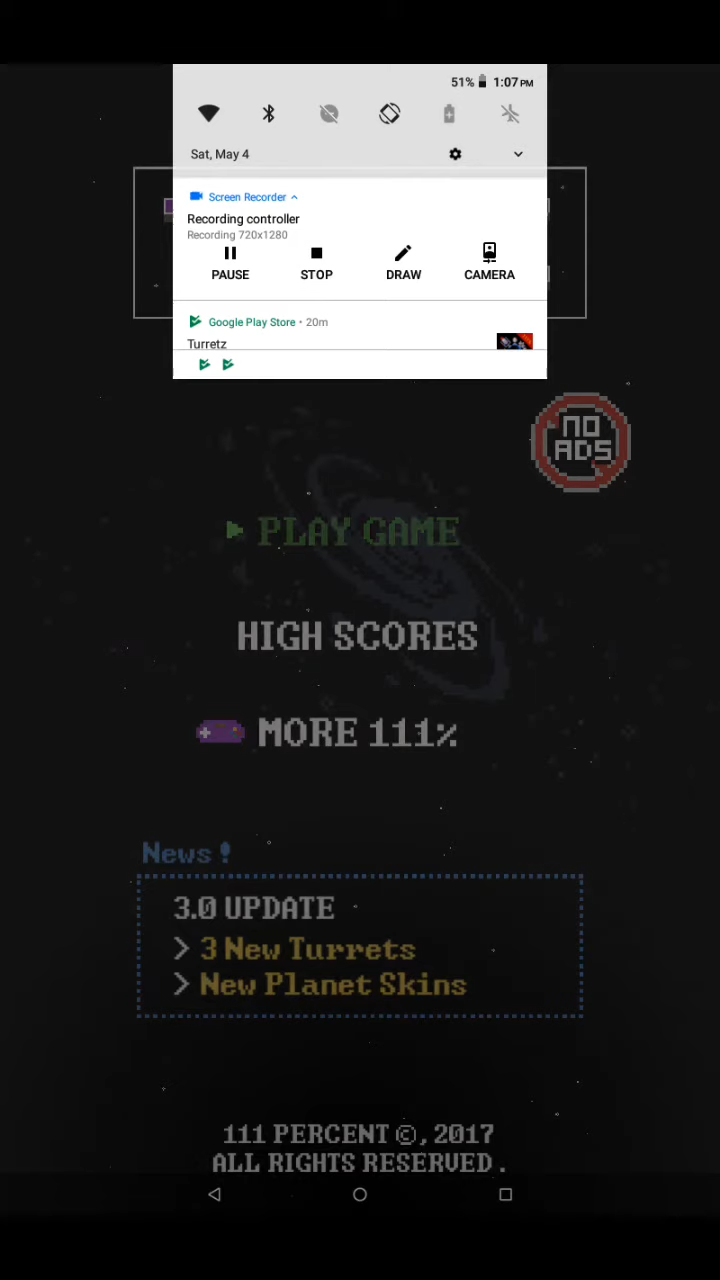 51% 1:07 PM
Sat, May 4
Screen Recorder
Recording controller
Recording 720x1280
PAUSE STOP DRAW CAMERA
Google Play Store • 20m
Turretz
NO
ADS
PLAY GAME
HIGH SCORES
MORE 111%
News!
3.0 UPDATE
> 3 New Turrets
> New Planet Skins
111 PERCENT ©, 2017
ALL RIGHTS RESERVED.